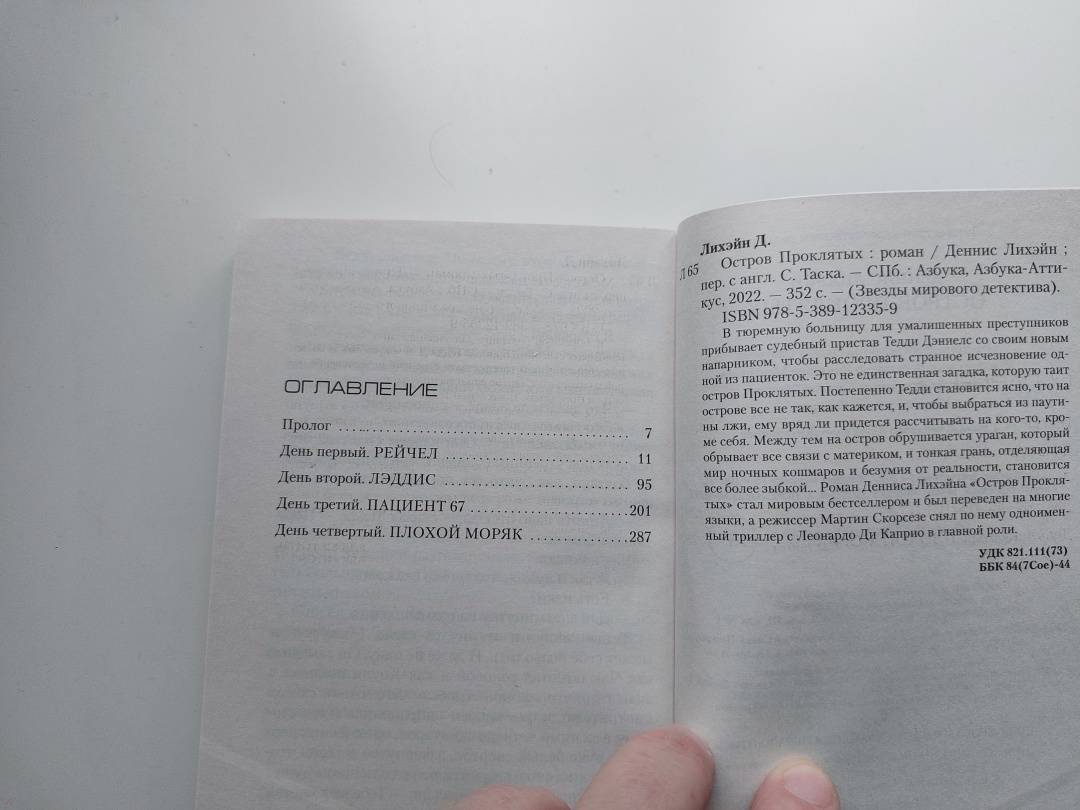 ОГЛАВЛЕНИЕ
Пролог ........................................ 7
День первый. РЕЙЧЕЛ ............................ 11
День второй. ЛЭДДИС ............................ 95
День третий. ПАЦИЕНТ 67 ........................ 201
День четвертый. ПЛОХОЙ МОРЯК ................ 287
Лихэйн Д.
Л 65 Остров Проклятых : роман / Деннис Лихэйн ;
пер. с англ. С. Таска. — СПб. : Азбука, Азбука-Атти-
кус, 2022. — 352 с. — (Звезды мирового детектива).
ISBN 978-5-389-12335-9
В тюремную больницу для умалишенных преступников
прибывает судебный пристав Тедди Дэниелс со своим новым
напарником, чтобы расследовать странное исчезновение од-
ной из пациенток. Это не единственная загадка, которую таит
остров Проклятых. Постепенно Тедди становится ясно, что на
острове все не так, как кажется, и, чтобы выбраться из паути-
ны лжи, ему вряд ли придется рассчитывать на кого-то, кро-
ме себя. Между тем на остров обрушивается ураган, который
обрывает все связи с материком, и тонкая грань, отделяющая
мир ночных кошмаров и безумия от реальности, становится
все более зыбкой... Роман Денниса Лихэйна «Остров Прокля-
тых» стал мировым бестселлером и был переведен на многие
языки, а режиссер Мартин Скорсезе снял по нему одноимен-
ный триллер с Леонардо Ди Каприо в главной роли.
УДК 821.111(73)
ББК 84(7Сое)-44